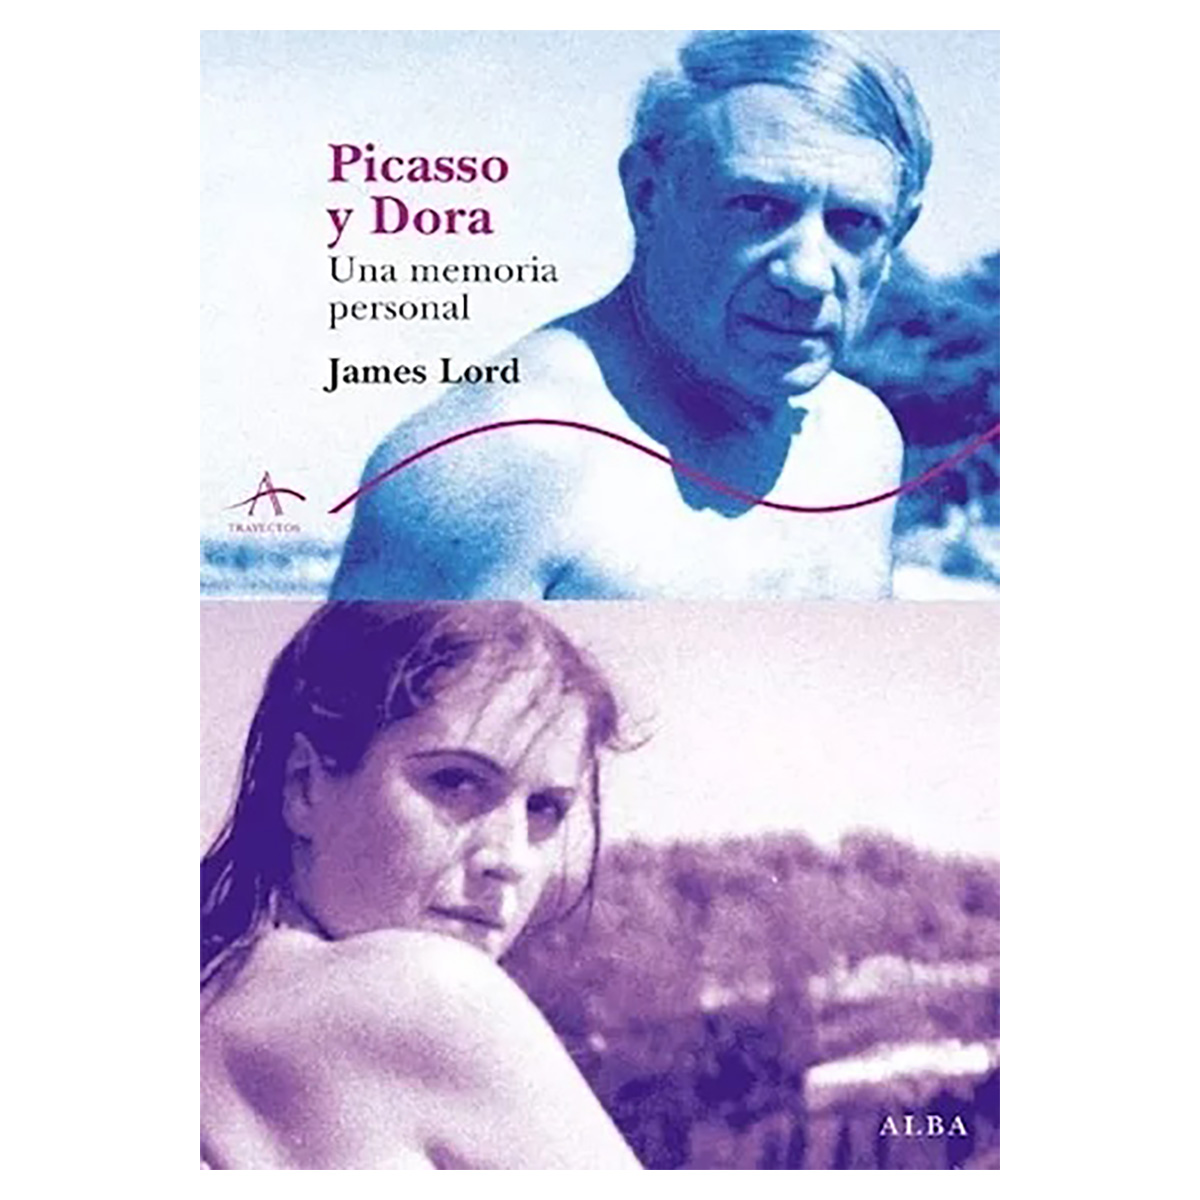 Picasso
y Dora
Una memoria
personal
James Lord
A
TRAYECTOS
ALBA